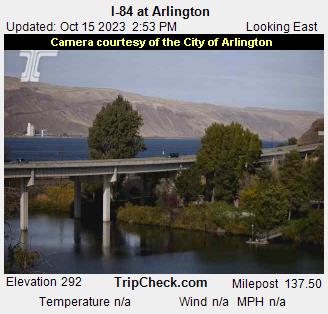 I-84 at Arlington
Updated: Oct 15 2023 2:53 PM Looking East
Camera courtesy of the City of Arlington
Elevation 292 TripCheck.com Milepost 137.50
Temperature n/a Wind n/a MPH n/a